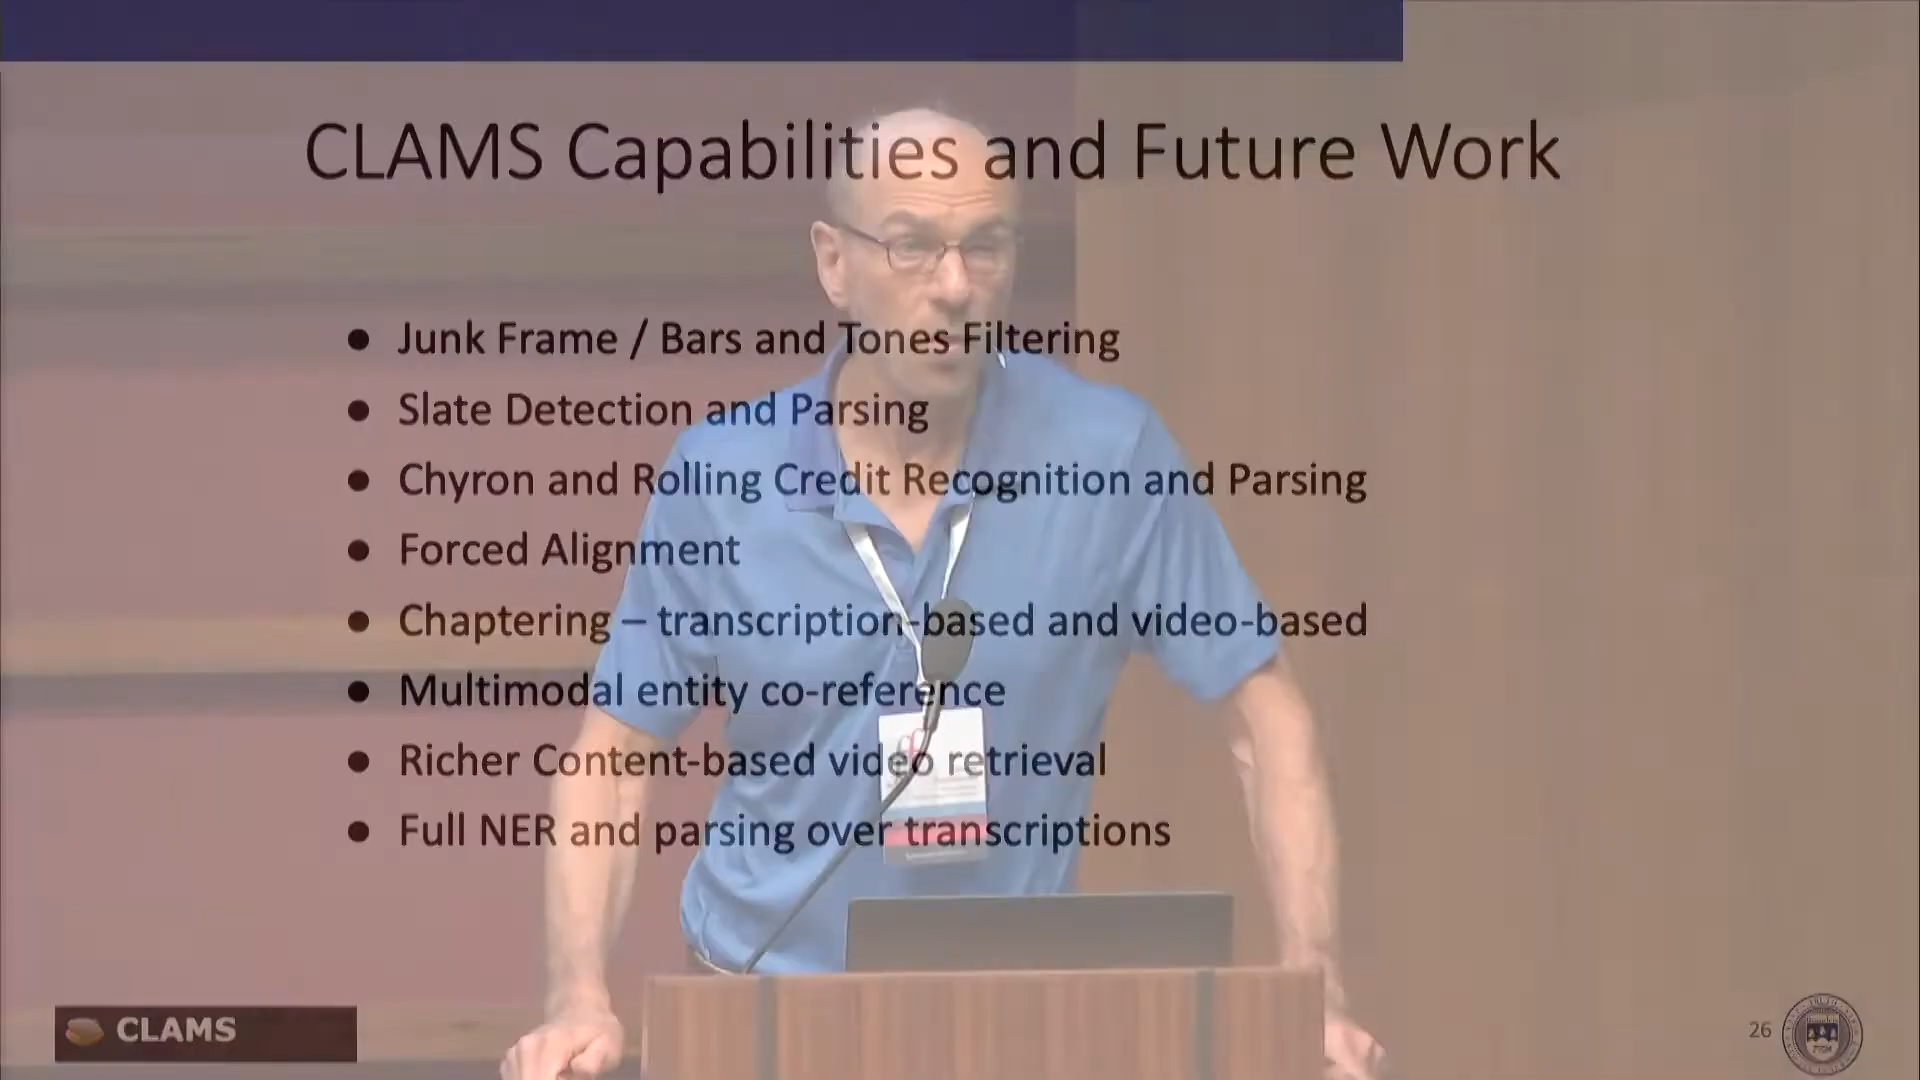 CLAMS Capabilities and Future Work
● Junk Frame / Bars and Tones Filtering
● Slate Detection and Parsing
● Chyron and Rolling Credit Recognition and Parsing
● Forced Alignment
● Chaptering – transcription-based and video-based
● Multimodal entity co-reference
● Richer Content-based video retrieval
● Full NER and parsing over transcriptions
CLAMS
26